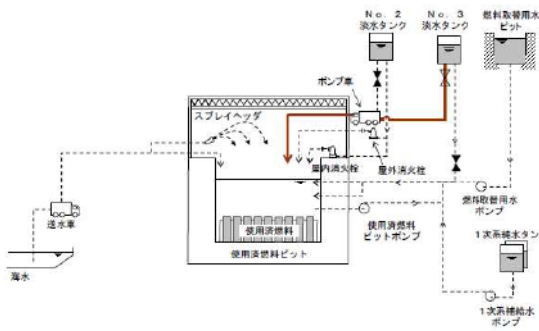 No.2
淡水タンク
No.3
淡水タンク
燃料取替用水
ピット
ポンプ車
スプレイヘッダ
屋内消火栓
屋外消火栓
送水車
海水
使用済燃料
使用済燃料ピット
使用済燃料
ピットポンプ
燃料取替用水
ポンプ
1次系純水タン
1次系補給水
ポンプ